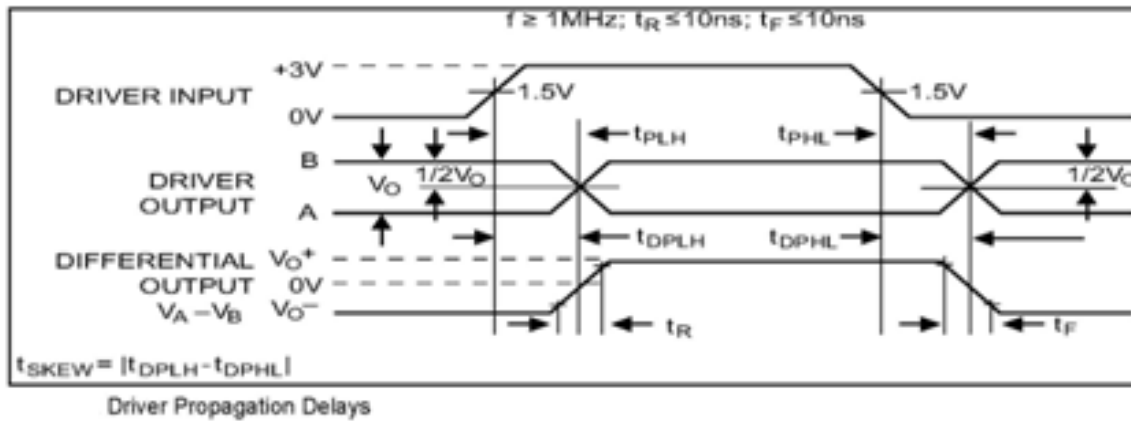 f ≥ 1MHz; tR ≤10ns; tF ≤10ns
+3V
DRIVER INPUT
1.5V
1.5V
0V
tPLH
tPHL
B
DRIVER OUTPUT
VO
1/2VO
1/2VO
A
tDPLH
tDPHL
DIFFERENTIAL OUTPUT
VA –VB
VO+
0V
VO–
tR
tF
tSKEW = |tDPLH - tDPHL|
Driver Propagation Delays